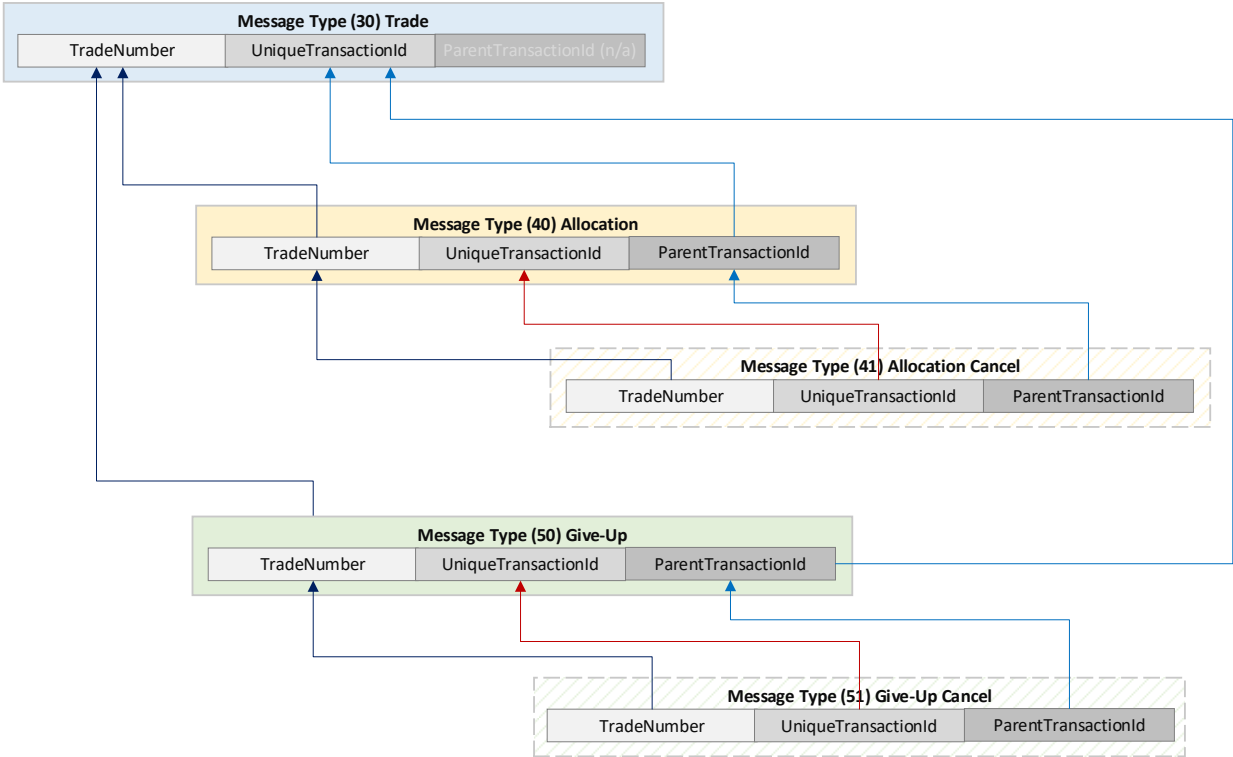 Message Type (30) Trade
TradeNumber UniqueTransactionId ParentTransactionId (n/a)
Message Type (40) Allocation
TradeNumber UniqueTransactionId ParentTransactionId
Message Type (41) Allocation Cancel
TradeNumber UniqueTransactionId ParentTransactionId
Message Type (50) Give-Up
TradeNumber UniqueTransactionId ParentTransactionId
Message Type (51) Give-Up Cancel
TradeNumber UniqueTransactionId ParentTransactionId